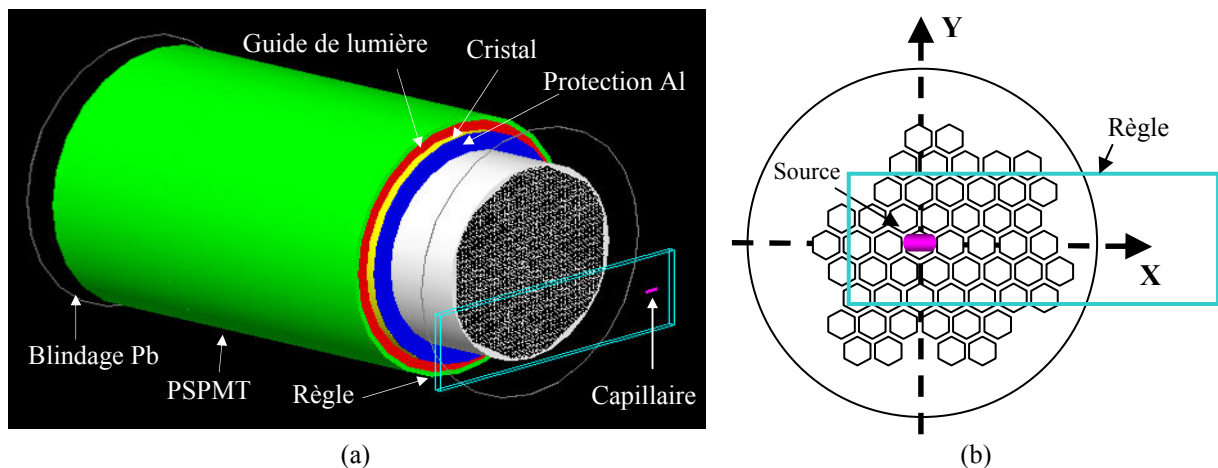 Guide de lumière
Cristal
Protection Al
Blindage Pb
PSPMT
Règle
Capillaire
(a)
Y
Règle
Source
X
(b)